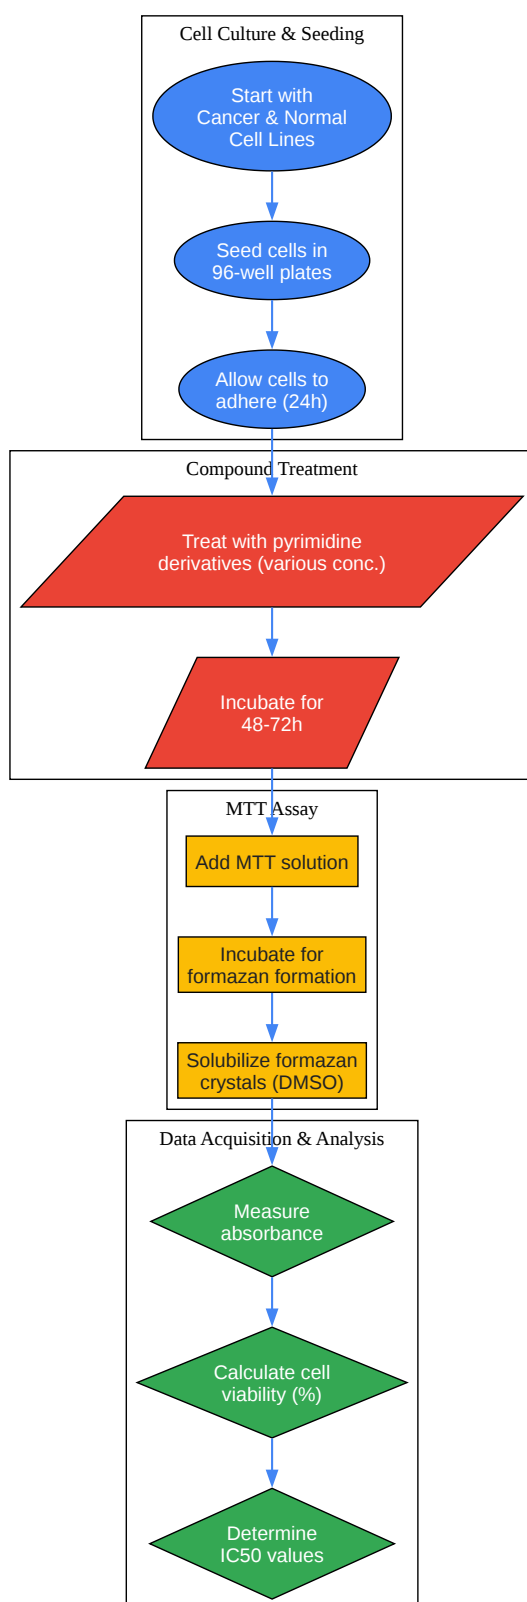 Cell Culture & Seeding
Start with
Cancer & Normal
Cell Lines
Seed cells in
96-well plates
Allow cells to
adhere (24h)
Compound Treatment
Treat with pyrimidine
derivatives (various conc.)
Incubate for
48-72h
MTT Assay
Add MTT solution
Incubate for
formazan formation
Solubilize formazan
crystals (DMSO)
Data Acquisition & Analysis
Measure
absorbance
Calculate cell
viability (%)
Determine
IC50 values